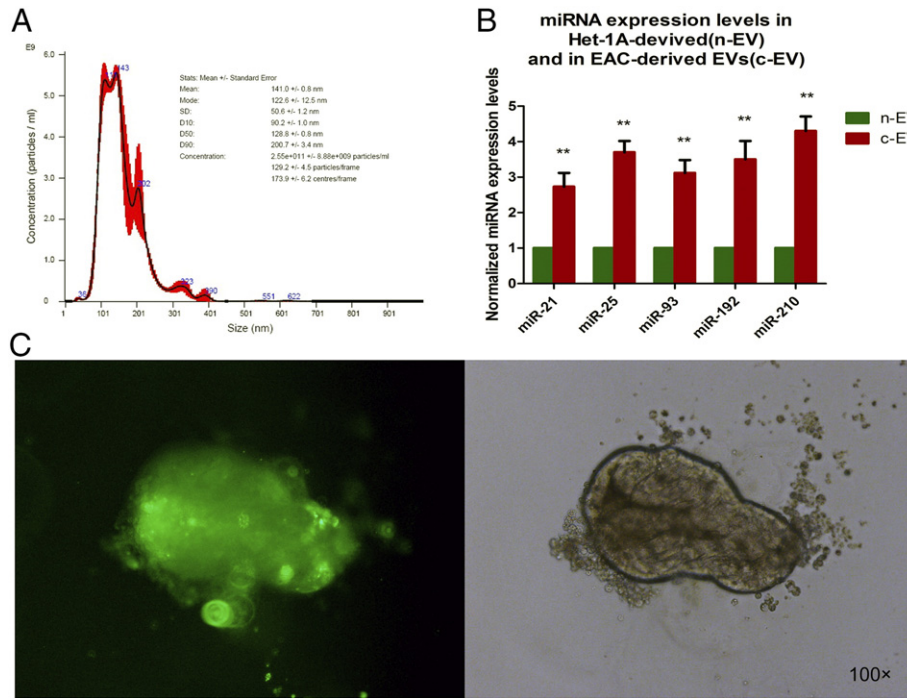 A
E9
6.0
5.0
4.0
3.0
2.0
1.0
0
Concentration (particles / ml)
143
202
36
323
390
551
622
1
101
201
301
401
501
601
701
801
901
Size (nm)
Stats: Mean +/- Standard Error
Mean: 141.0 +/- 0.8 nm
Mode: 122.6 +/- 12.5 nm
SD: 50.6 +/- 1.2 nm
D10: 90.2 +/- 1.0 nm
D50: 128.8 +/- 0.8 nm
D90: 200.7 +/- 3.4 nm
Concentration: 2.55e+011 +/- 8.88e+009 particles/ml
129.2 +/- 4.5 particles/frame
173.9 +/- 6.2 centres/frame
B
miRNA expression levels in
Het-1A-devived(n-EV)
and in EAC-derived EVs(c-EV)
Normalized miRNA expression levels
5
4
3
2
1
0
**
**
**
**
**
n-E
c-E
miR-21
miR-25
miR-93
miR-192
miR-210
C
100×